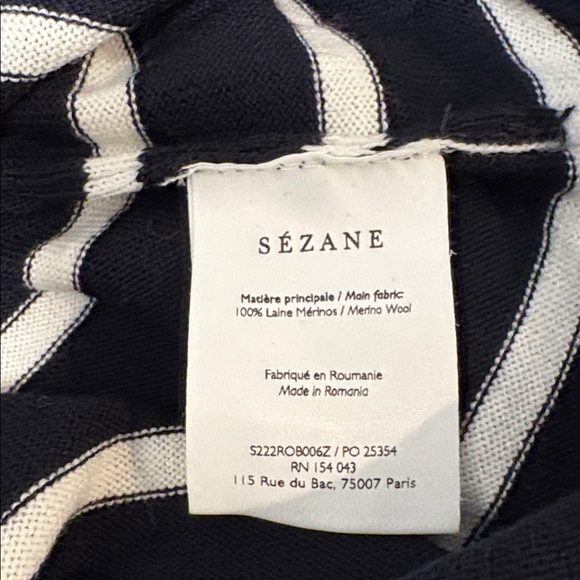 SÉZANE
Matière principale / Main fabric:
100% Laine Mérinos / Merino Wool
Fabriqué en Roumanie
Made in Romania
S222ROB006Z / PO 25354
RN 154 043
115 Rue du Bac, 75007 Paris